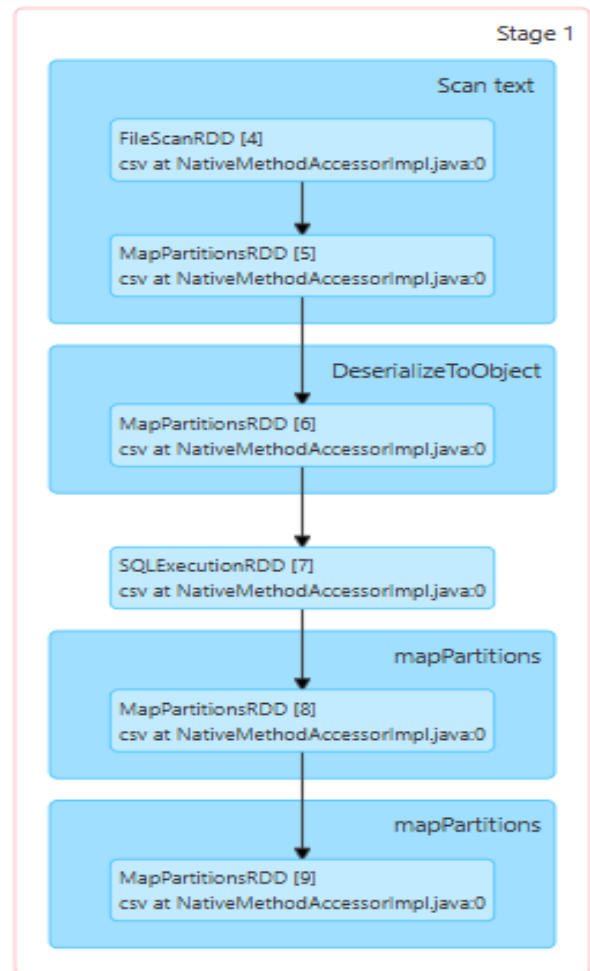 Stage 1
Scan text
FileScanRDD [4]
csv at NativeMethodAccessorImpl.java:0
MapPartitionsRDD [5]
csv at NativeMethodAccessorImpl.java:0
DeserializeToObject
MapPartitionsRDD [6]
csv at NativeMethodAccessorImpl.java:0
SQLExecutionRDD [7]
csv at NativeMethodAccessorImpl.java:0
mapPartitions
MapPartitionsRDD [8]
csv at NativeMethodAccessorImpl.java:0
mapPartitions
MapPartitionsRDD [9]
csv at NativeMethodAccessorImpl.java:0